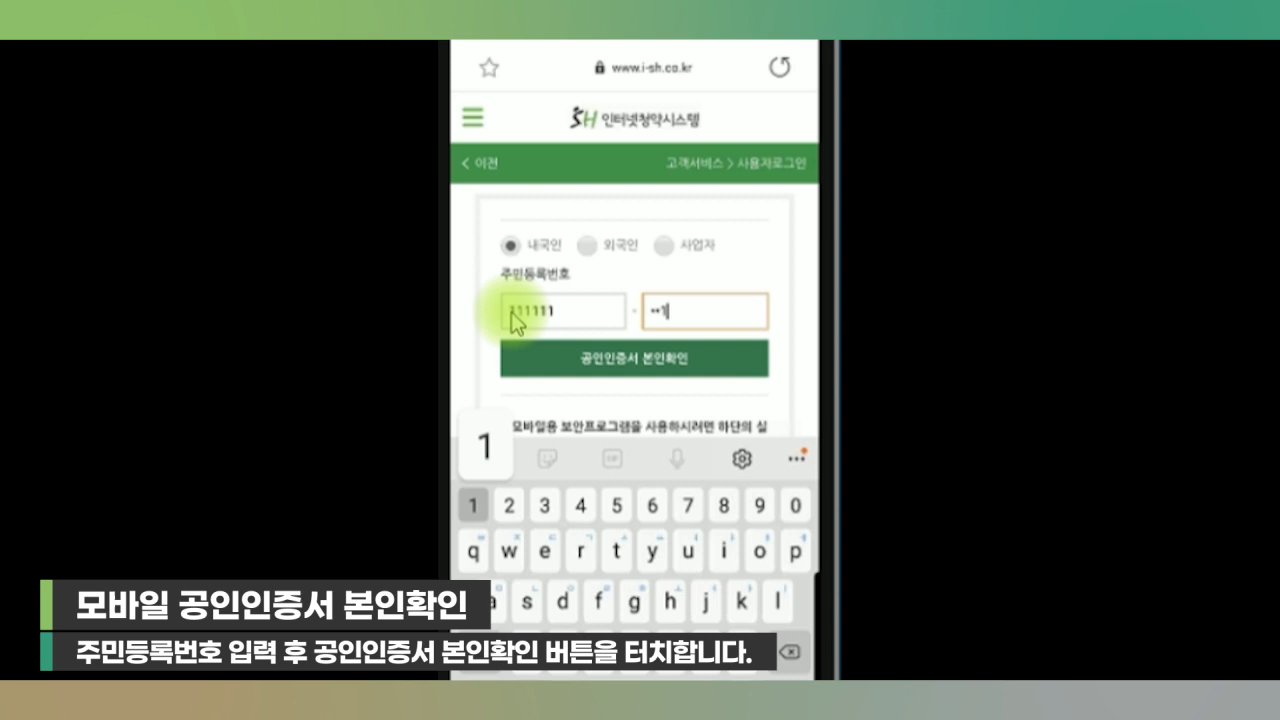 www.i-sh.co.kr
SH 인터넷청약시스템
< 이전 고객서비스 > 사용자로그인
내국인 외국인 사업자
주민등록번호
111111 - ••1
공인인증서 본인확인
모바일용 보안프로그램을 사용하시려면 하단의 실
1
1 2 3 4 5 6 7 8 9 0
q w e r t y u i o p
a s d f g h j k l
모바일 공인인증서 본인확인
주민등록번호 입력 후 공인인증서 본인확인 버튼을 터치합니다.